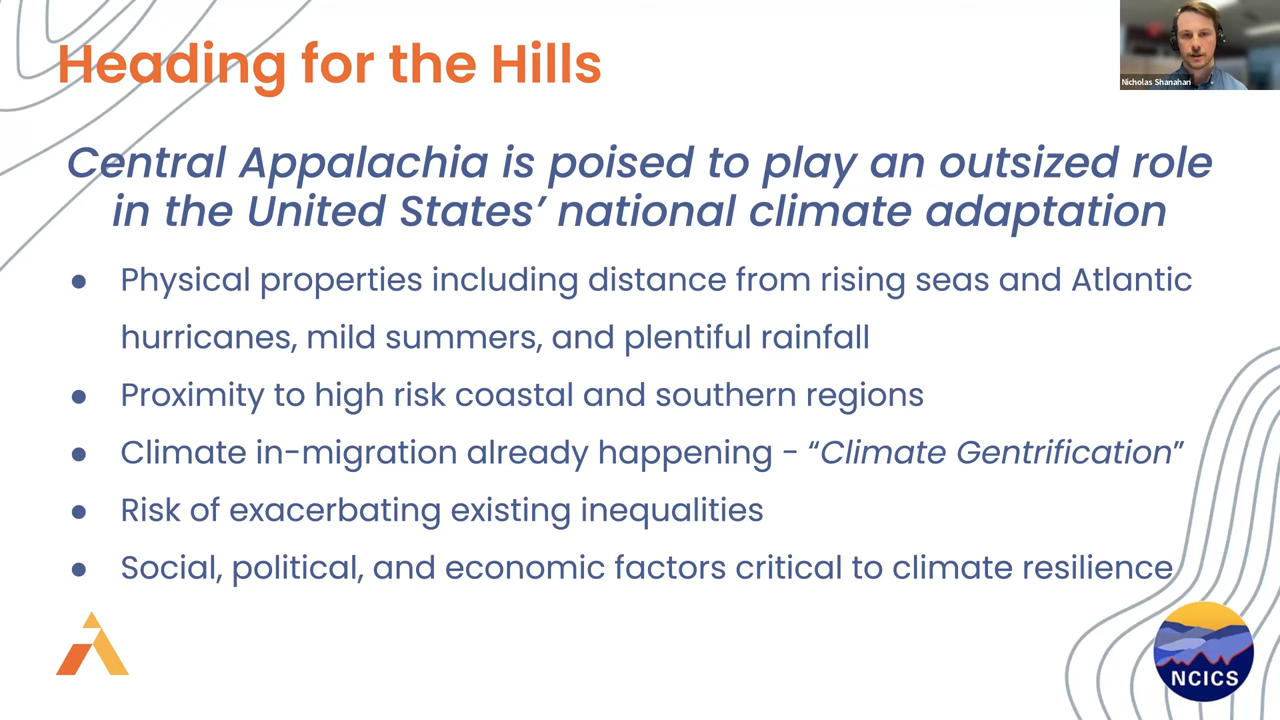 Heading for the Hills
Nicholas Shanahan
Central Appalachia is poised to play an outsized role
in the United States’ national climate adaptation
● Physical properties including distance from rising seas and Atlantic
hurricanes, mild summers, and plentiful rainfall
● Proximity to high risk coastal and southern regions
● Climate in-migration already happening - “Climate Gentrification”
● Risk of exacerbating existing inequalities
● Social, political, and economic factors critical to climate resilience
NCICS